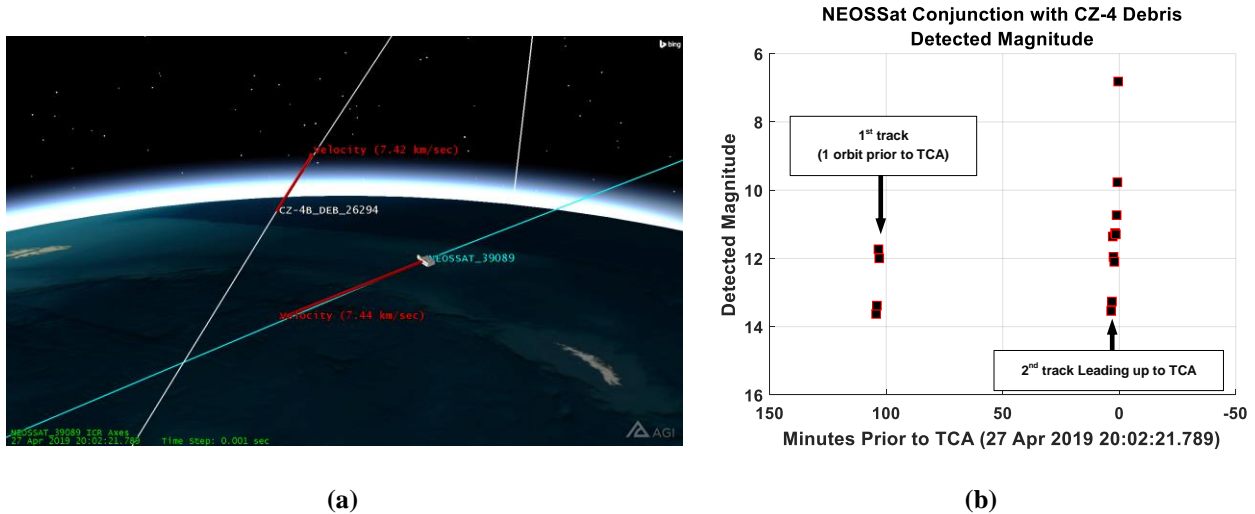 bing
velocity (7.42 km/sec)
CZ-4B_DEB_26294
NEOSSAT_39089
velocity (7.44 km/sec)
NEOSSAT_39089 ICR Axes
27 Apr 2019 20:02:21.789 Time Step: 0.001 sec
AGI
(a)
NEOSSat Conjunction with CZ-4 Debris
Detected Magnitude
Detected Magnitude
6
8
10
12
14
16
1st track
(1 orbit prior to TCA)
2nd track Leading up to TCA
150 100 50 0 -50
Minutes Prior to TCA (27 Apr 2019 20:02:21.789)
(b)